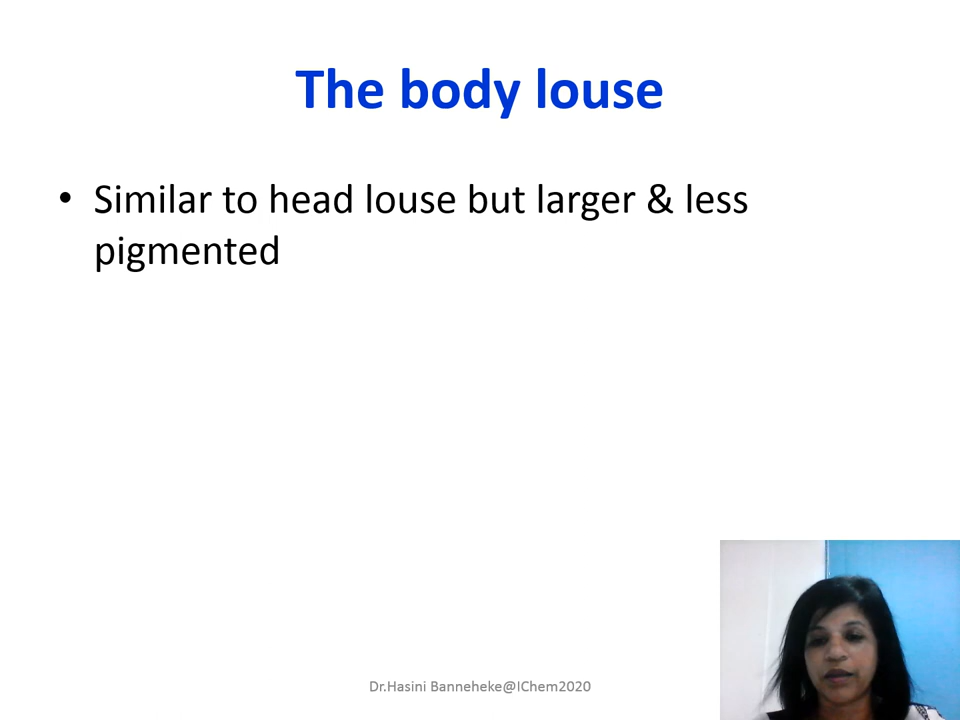 The body louse
• Similar to head louse but larger & less
pigmented
Dr.Hasini Banneheke@IChem2020